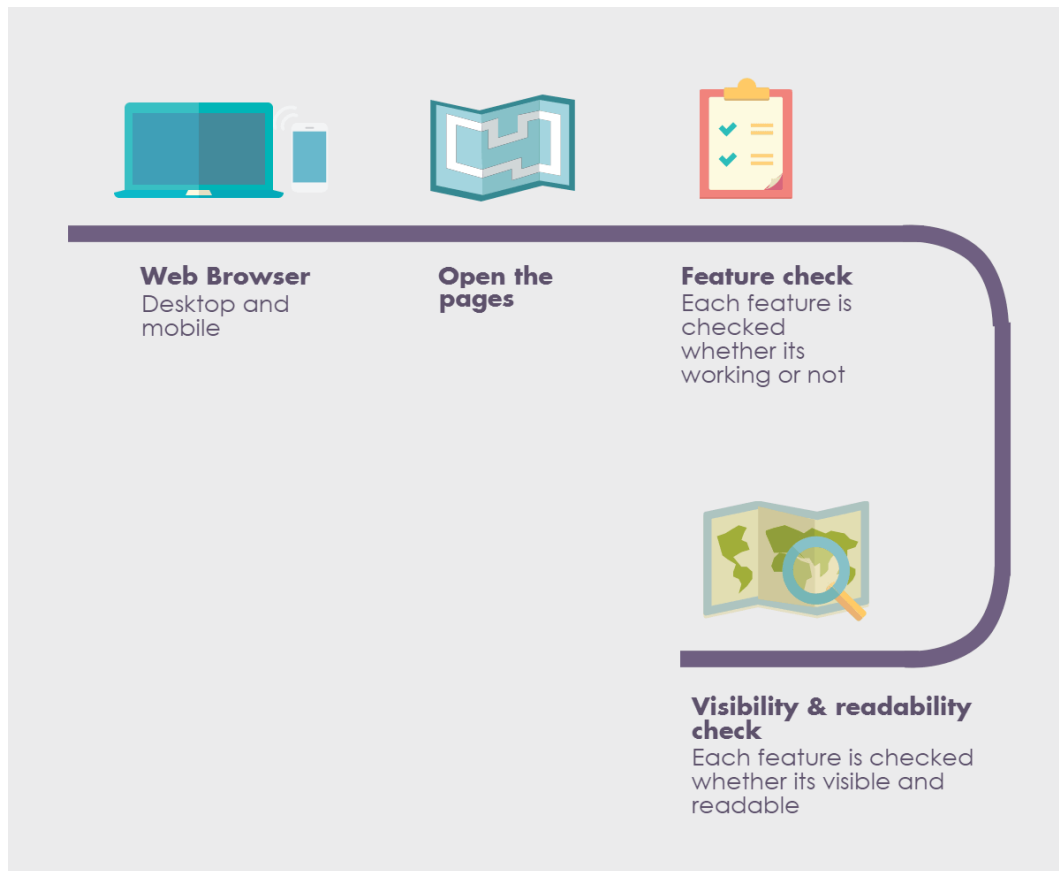 Web Browser
Desktop and
mobile
Open the
pages
Feature check
Each feature is
checked
whether its
working or not
Visibility & readability
check
Each feature is checked
whether its visible and
readable